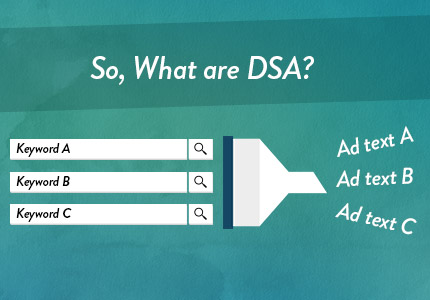 So, What are DSA?
Keyword A
Keyword B
Keyword C
Ad text A
Ad text B
Ad text C